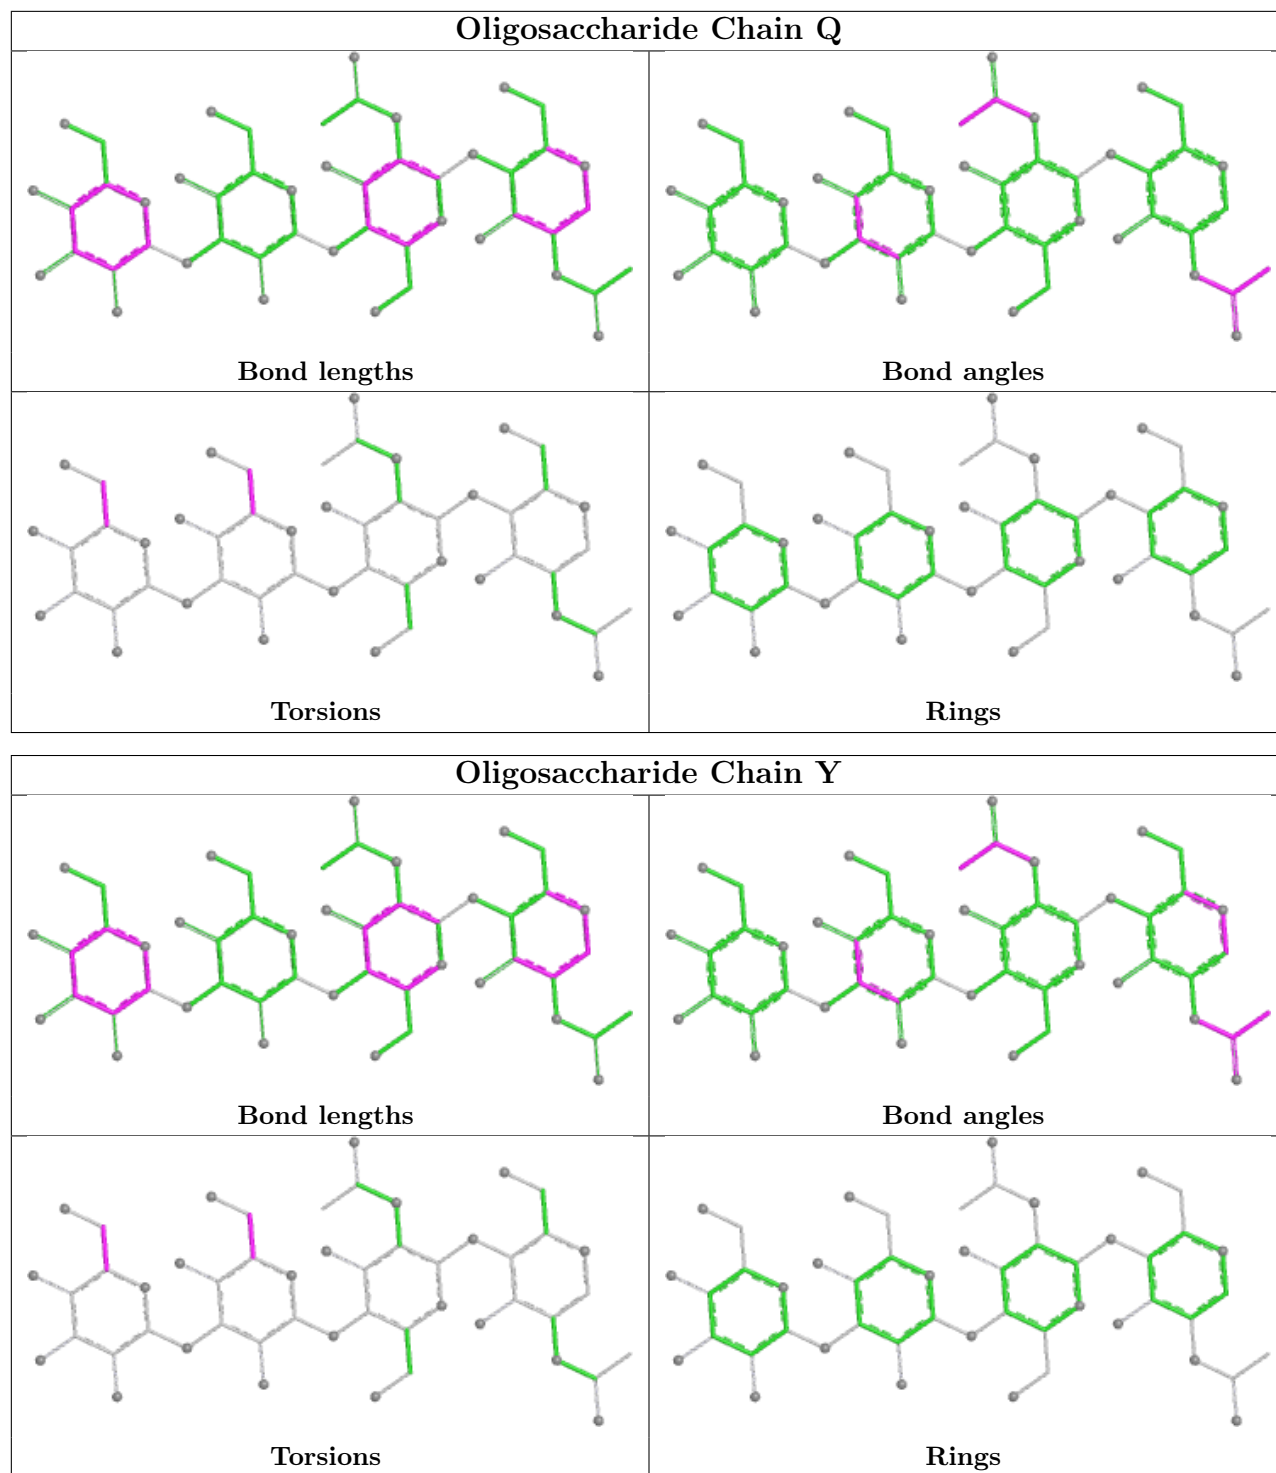 Oligosaccharide Chain Q
Bond lengths
Bond angles
Torsions
Rings
Oligosaccharide Chain Y
Bond lengths
Bond angles
Torsions
Rings